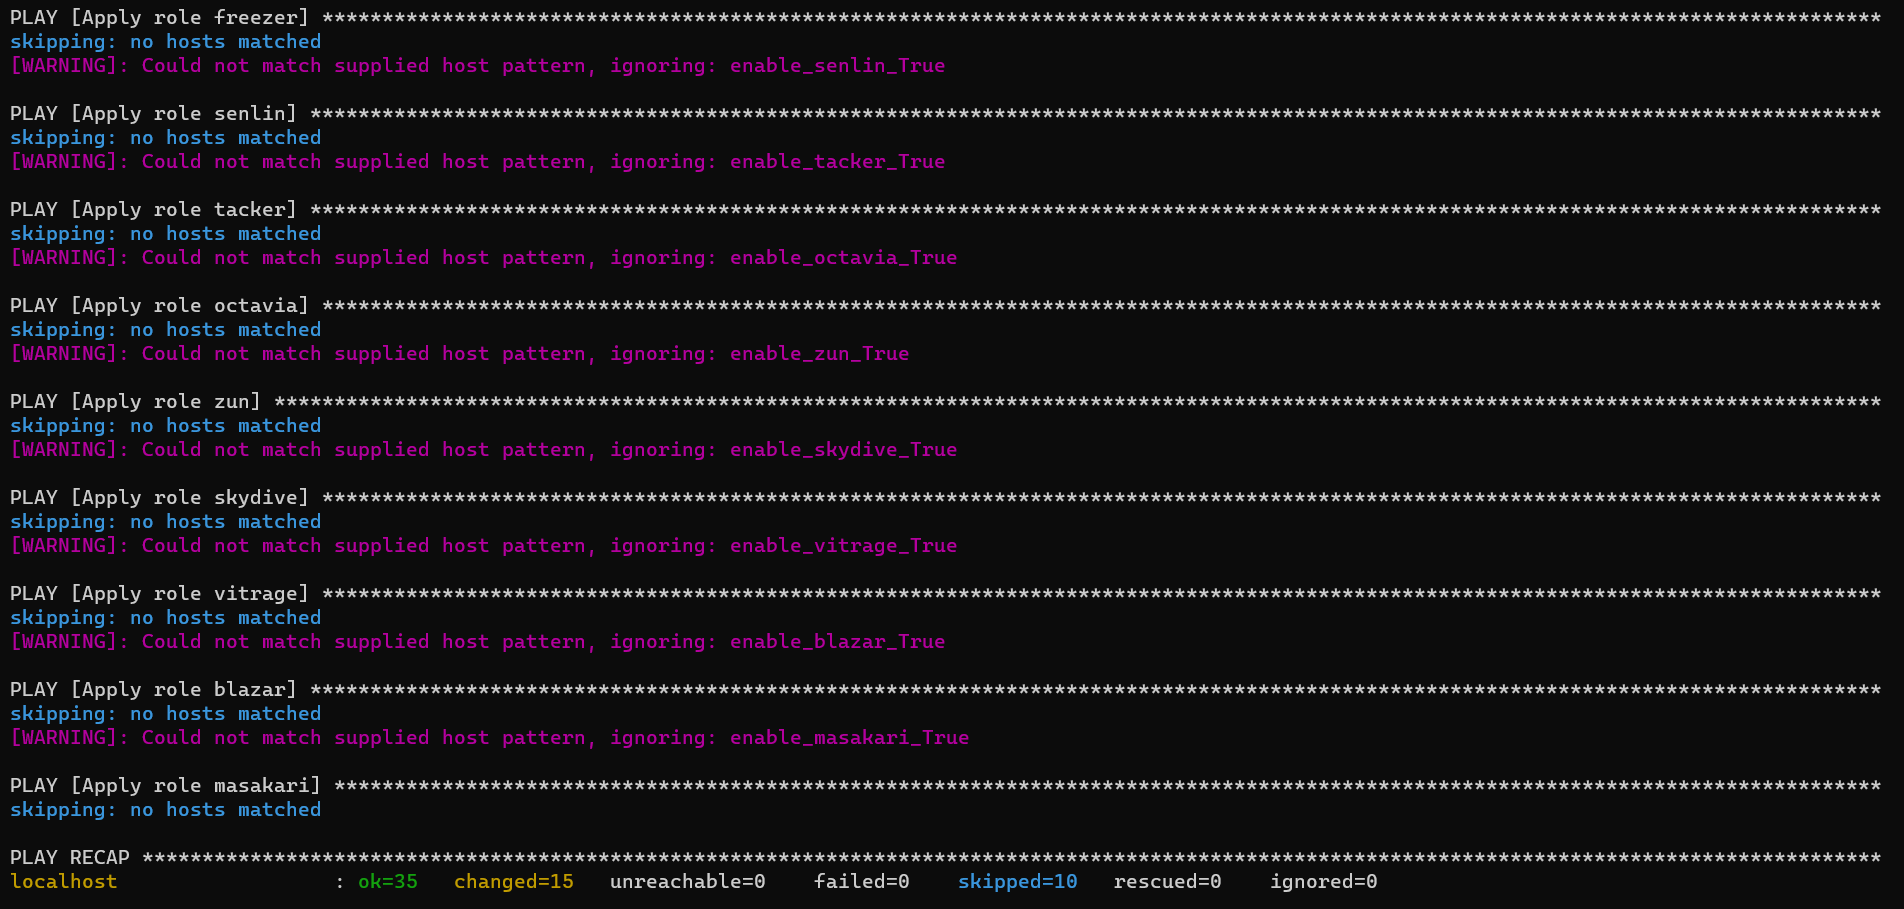 PLAY [Apply role freezer] **********************************************************************************************************************************
skipping: no hosts matched
[WARNING]: Could not match supplied host pattern, ignoring: enable_senlin_True
PLAY [Apply role senlin] ***********************************************************************************************************************************
skipping: no hosts matched
[WARNING]: Could not match supplied host pattern, ignoring: enable_tacker_True
PLAY [Apply role tacker] ***********************************************************************************************************************************
skipping: no hosts matched
[WARNING]: Could not match supplied host pattern, ignoring: enable_octavia_True
PLAY [Apply role octavia] **********************************************************************************************************************************
skipping: no hosts matched
[WARNING]: Could not match supplied host pattern, ignoring: enable_zun_True
PLAY [Apply role zun] **************************************************************************************************************************************
skipping: no hosts matched
[WARNING]: Could not match supplied host pattern, ignoring: enable_skydive_True
PLAY [Apply role skydive] **********************************************************************************************************************************
skipping: no hosts matched
[WARNING]: Could not match supplied host pattern, ignoring: enable_vitrage_True
PLAY [Apply role vitrage] **********************************************************************************************************************************
skipping: no hosts matched
[WARNING]: Could not match supplied host pattern, ignoring: enable_blazar_True
PLAY [Apply role blazar] ***********************************************************************************************************************************
skipping: no hosts matched
[WARNING]: Could not match supplied host pattern, ignoring: enable_masakari_True
PLAY [Apply role masakari] *********************************************************************************************************************************
skipping: no hosts matched
PLAY RECAP *************************************************************************************************************************************************
localhost                  : ok=35   changed=15   unreachable=0    failed=0    skipped=10   rescued=0    ignored=0